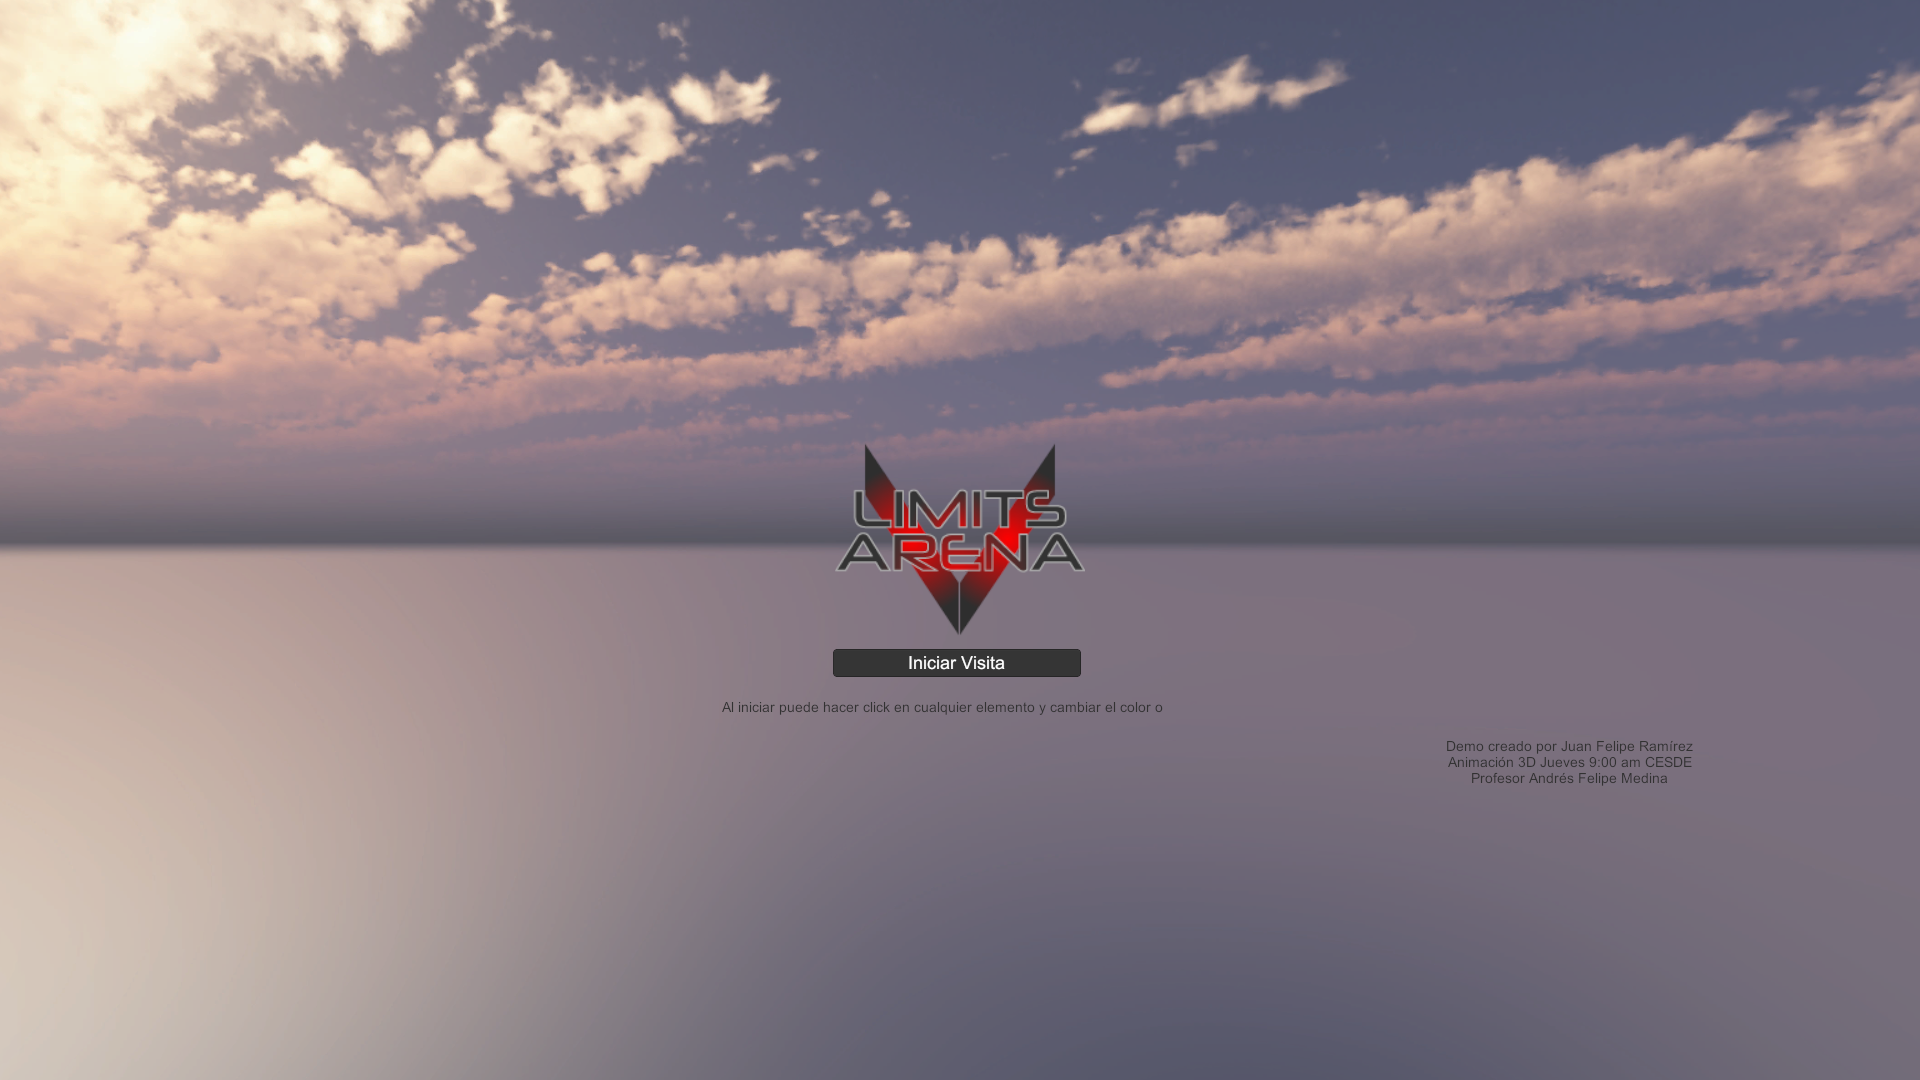 LIMITS
ARENA
Iniciar Visita
Al iniciar puede hacer click en cualquier elemento y cambiar el color o
Demo creado por Juan Felipe Ramírez
Animación 3D Jueves 9:00 am CESDE
Profesor Andrés Felipe Medina